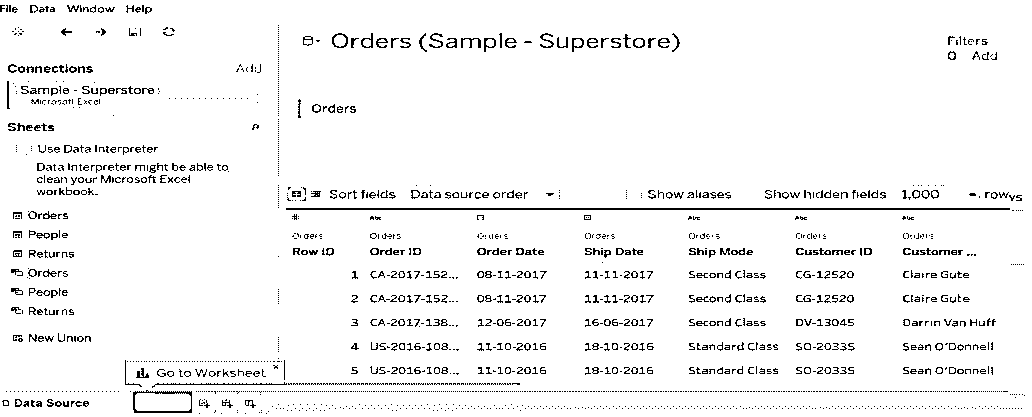 File Data Window Help
Orders (Sample - Superstore)
Filters
0 Add
Connections Add
Sample - Superstore
Microsoft Excel
Orders
Sheets
Use Data Interpreter
Data Interpreter might be able to
clean your Microsoft Excel
workbook.
Orders
People
Returns
Orders
People
Returns
New Union
Sort fields Data source order Show aliases Show hidden fields 1,000 rows
# Abc Abc Abc Abc
Orders Orders Orders Orders Orders Orders Orders
Row ID Order ID Order Date Ship Date Ship Mode Customer ID Customer ...
1 CA-2017-152... 08-11-2017 11-11-2017 Second Class CG-12520 Claire Gute
2 CA-2017-152... 08-11-2017 11-11-2017 Second Class CG-12520 Claire Gute
3 CA-2017-138... 12-06-2017 16-06-2017 Second Class DV-13045 Darrin Van Huff
4 US-2016-108... 11-10-2016 18-10-2016 Standard Class SO-20335 Sean O'Donnell
5 US-2016-108... 11-10-2016 18-10-2016 Standard Class SO-20335 Sean O'Donnell
Go to Worksheet ×
Data Source